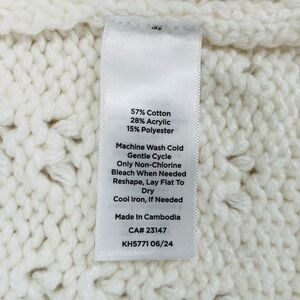 57% Cotton
28% Acrylic
15% Polyester
Machine Wash Cold
Gentle Cycle
Only Non-Chlorine
Bleach When Needed
Reshape, Lay Flat To
Dry
Cool Iron, If Needed
Made In Cambodia
CA# 23147
KH5771 06/24